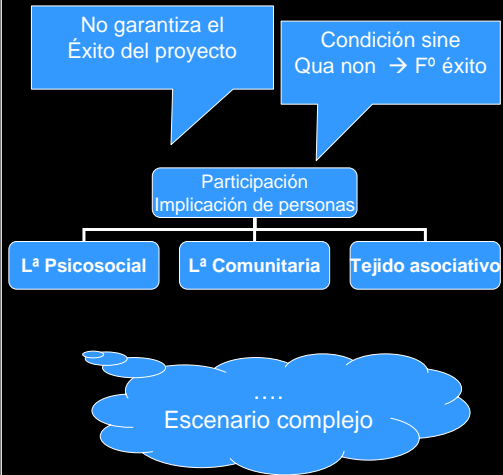 No garantiza el
Éxito del proyecto
Condición sine
Qua non → Fº éxito
Participación
Implicación de personas
Lª Psicosocial
Lª Comunitaria
Tejido asociativo
….
Escenario complejo